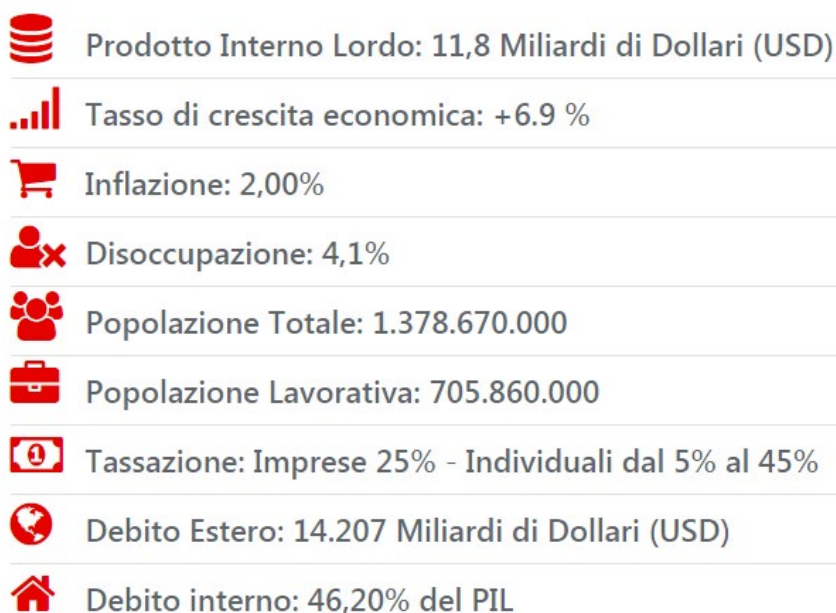 Prodotto Interno Lordo: 11,8 Miliardi di Dollari (USD)
Tasso di crescita economica: +6.9 %
Inflazione: 2,00%
Disoccupazione: 4,1%
Popolazione Totale: 1.378.670.000
Popolazione Lavorativa: 705.860.000
1
Tassazione: Imprese 25% - Individuali dal 5% al 45%
Debito Estero: 14.207 Miliardi di Dollari (USD)
Debito interno: 46,20% del PIL